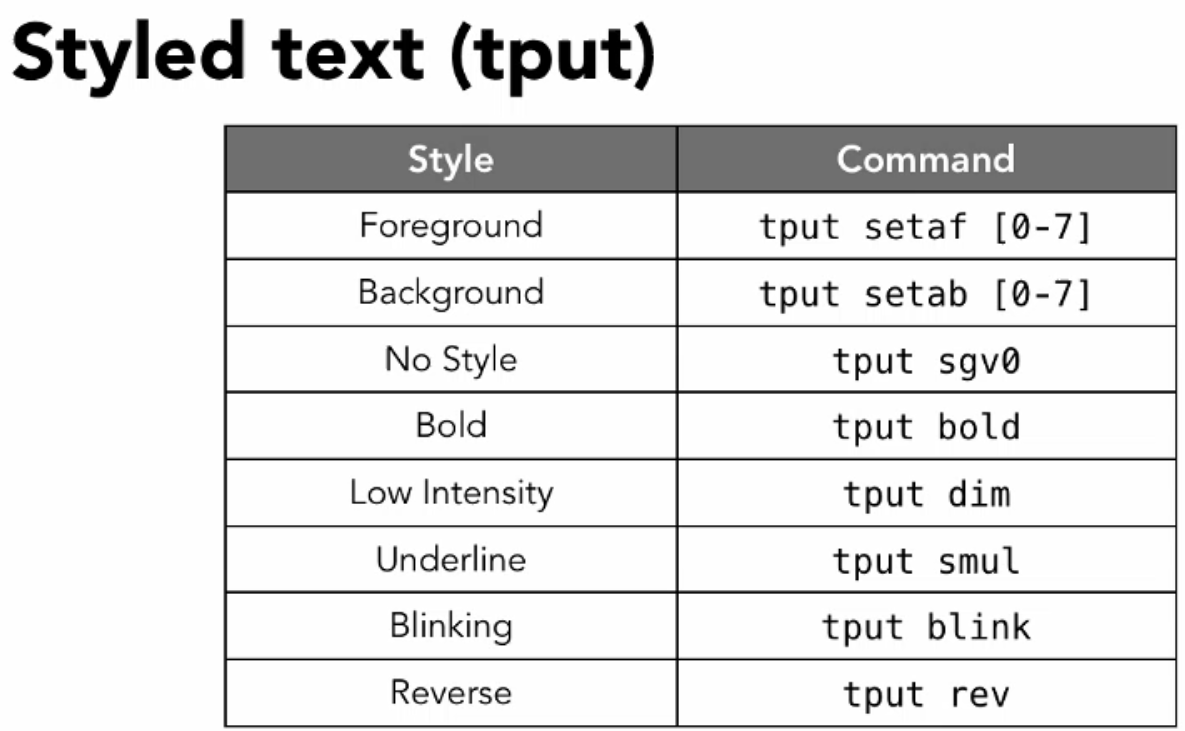 Styled text (tput)
Style Command
Foreground tput setaf [0-7]
Background tput setab [0-7]
No Style tput sgv0
Bold tput bold
Low Intensity tput dim
Underline tput smul
Blinking tput blink
Reverse tput rev